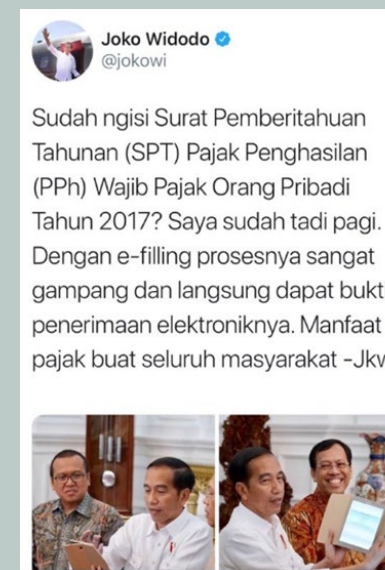 Joko Widodo
@jokowi
Sudah ngisi Surat Pemberitahuan
Tahunan (SPT) Pajak Penghasilan
(PPh) Wajib Pajak Orang Pribadi
Tahun 2017? Saya sudah tadi pagi.
Dengan e-filling prosesnya sangat
gampang dan langsung dapat bukt
penerimaan elektroniknya. Manfaat
pajak buat seluruh masyarakat -Jkw